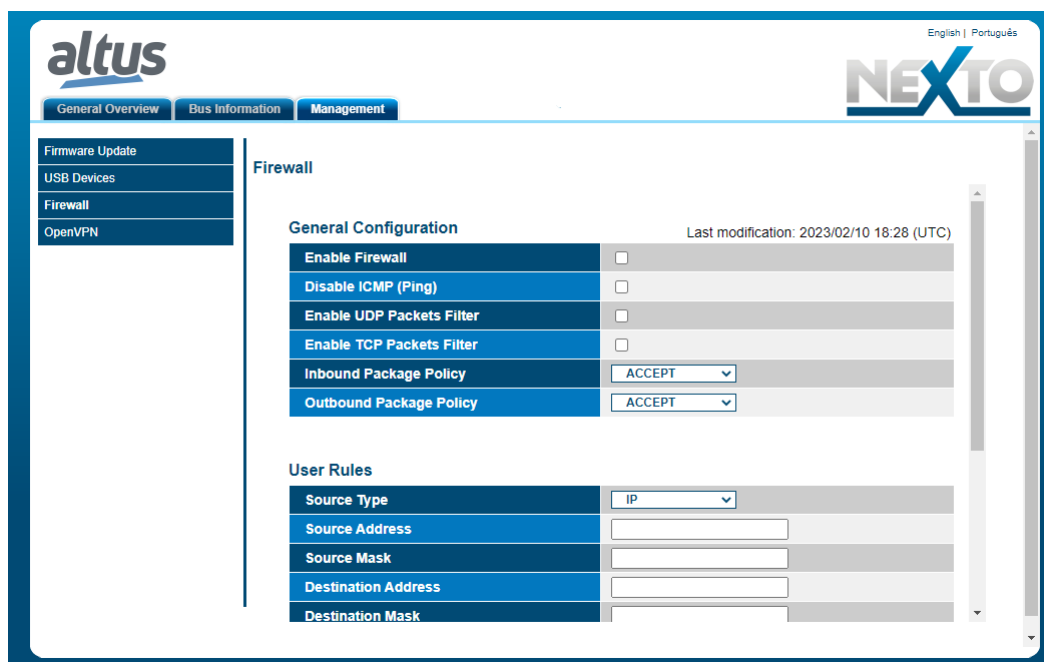 English | Português
altus
NEXTO
General Overview
Bus Information
Management
Firmware Update
USB Devices
Firewall
OpenVPN
Firewall
General Configuration
Last modification: 2023/02/10 18:28 (UTC)
Enable Firewall
Disable ICMP (Ping)
Enable UDP Packets Filter
Enable TCP Packets Filter
Inbound Package Policy ACCEPT
Outbound Package Policy ACCEPT
User Rules
Source Type IP
Source Address
Source Mask
Destination Address
Destination Mask